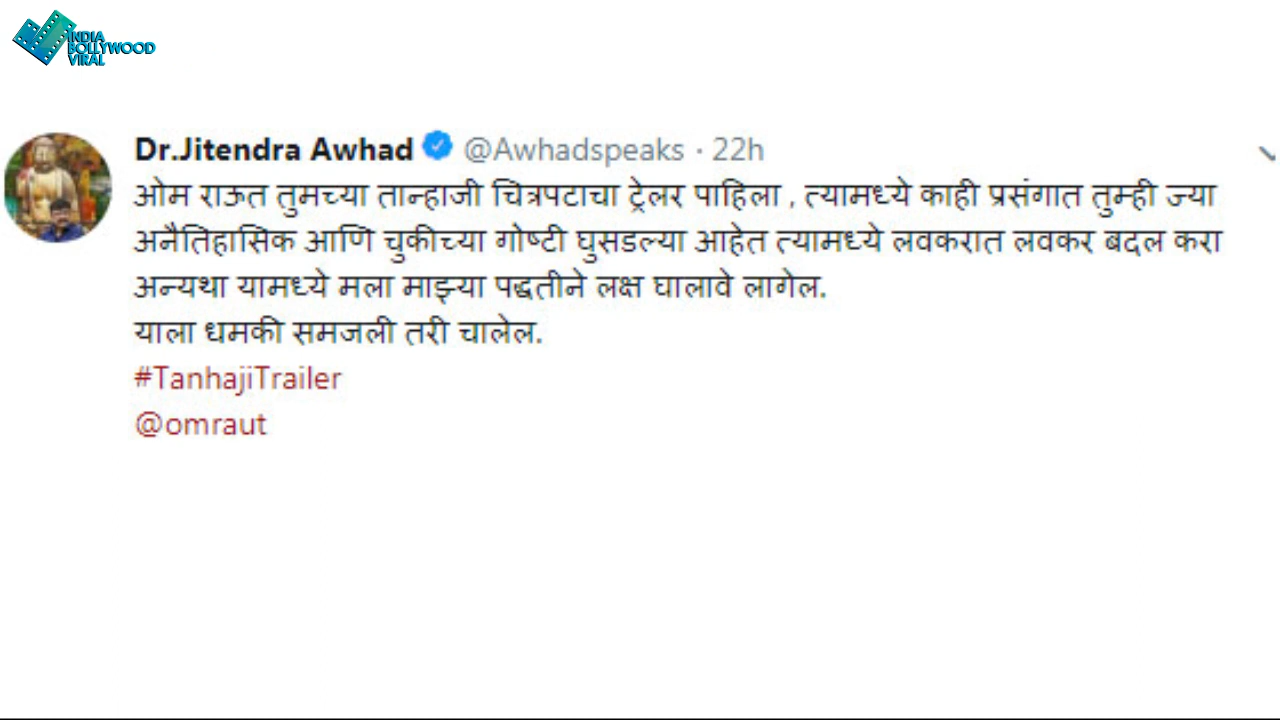 INDIA
BOLLYWOOD
VIRAL
Dr.Jitendra Awhad @Awhadspeaks · 22h
ओम राऊत तुमच्या तान्हाजी चित्रपटाचा ट्रेलर पाहिला , त्यामध्ये काही प्रसंगात तुम्ही ज्या
अनैतिहासिक आणि चुकीच्या गोष्टी घुसडल्या आहेत त्यामध्ये लवकरात लवकर बदल करा
अन्यथा यामध्ये मला माझ्या पद्धतीने लक्ष घालावे लागेल.
याला धमकी समजली तरी चालेल.
#TanhajiTrailer
@omraut